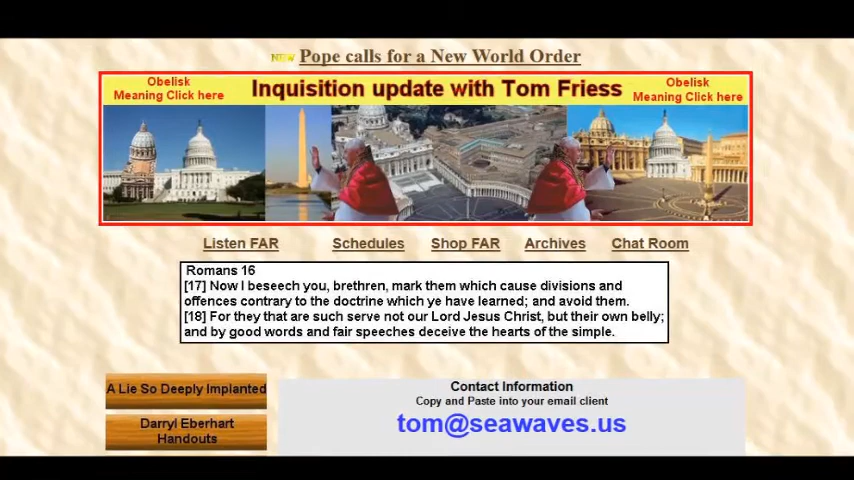 NEW Pope calls for a New World Order
Obelisk
Meaning Click here
Inquisition update with Tom Friess
Obelisk
Meaning Click here
Listen FAR Schedules Shop FAR Archives Chat Room
Romans 16
[17] Now I beseech you, brethren, mark them which cause divisions and
offences contrary to the doctrine which ye have learned; and avoid them.
[18] For they that are such serve not our Lord Jesus Christ, but their own belly;
and by good words and fair speeches deceive the hearts of the simple.
A Lie So Deeply Implanted
Darryl Eberhart
Handouts
Contact Information
Copy and Paste into your email client
tom@seawaves.us